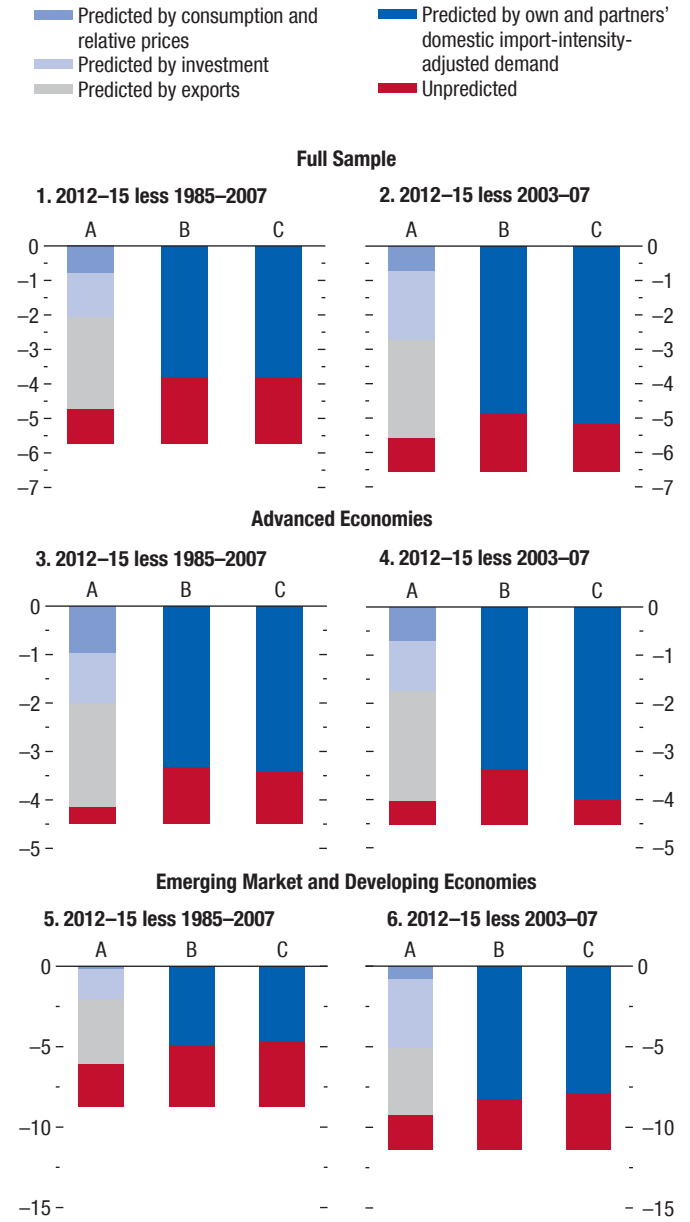 Predicted by consumption and
relative prices
Predicted by investment
Predicted by exports
Predicted by own and partners’
domestic import-intensity-
adjusted demand
Unpredicted
Full Sample
1. 2012–15 less 1985–2007
2. 2012–15 less 2003–07
A B C
A B C
0
–1
–2
–3
–4
–5
–6
–7
0
–1
–2
–3
–4
–5
–6
–7
Advanced Economies
3. 2012–15 less 1985–2007
4. 2012–15 less 2003–07
A B C
A B C
0
–1
–2
–3
–4
–5
0
–1
–2
–3
–4
–5
Emerging Market and Developing Economies
5. 2012–15 less 1985–2007
6. 2012–15 less 2003–07
A B C
A B C
0
–5
–10
–15
0
–5
–10
–15